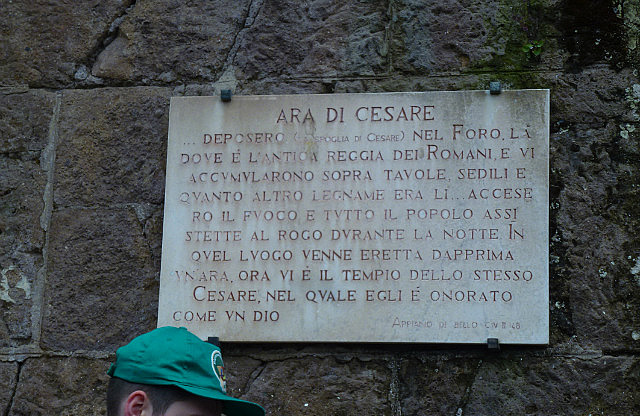 ARA DI CESARE
... DEPOSERO, (LA SPOGLIA DI CESARE) NEL FORO, LÀ
DOVE É L'ANTICA REGGIA DEI ROMANI, E VI
ACCVMVLARONO SOPRA TAVOLE, SEDILI E
QVANTO ALTRO LEGNAME ERA LI... ACCESE
RO IL FVOCO E TVTTO IL POPOLO ASSI
STETTE AL ROGO DVRANTE LA NOTTE IN
QVEL LVOGO VENNE ERETTA DAPPRIMA
VN'ARA, ORA VI É IL TEMPIO DELLO STESSO
CESARE, NEL QVALE EGLI É ONORATO
COME VN DIO
APPIANO DI BELLO CIV II 48